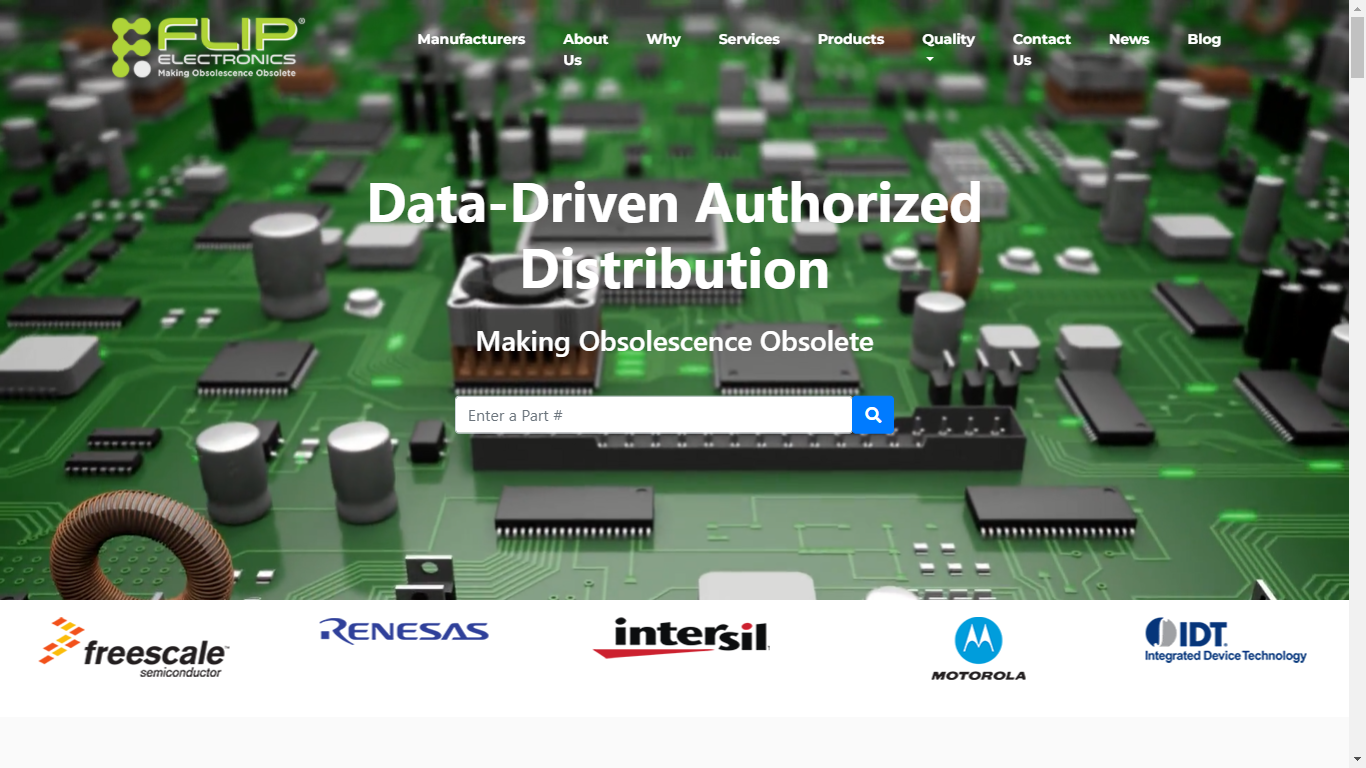 FLIP®
ELECTRONICS
Making Obsolescence Obsolete
Manufacturers
About Us
Why
Services
Products
Quality
Contact Us
News
Blog
Data-Driven Authorized
Distribution
Making Obsolescence Obsolete
Enter a Part #
freescale™
semiconductor
RENESAS
intersil
MOTOROLA
IDT
Integrated Device Technology